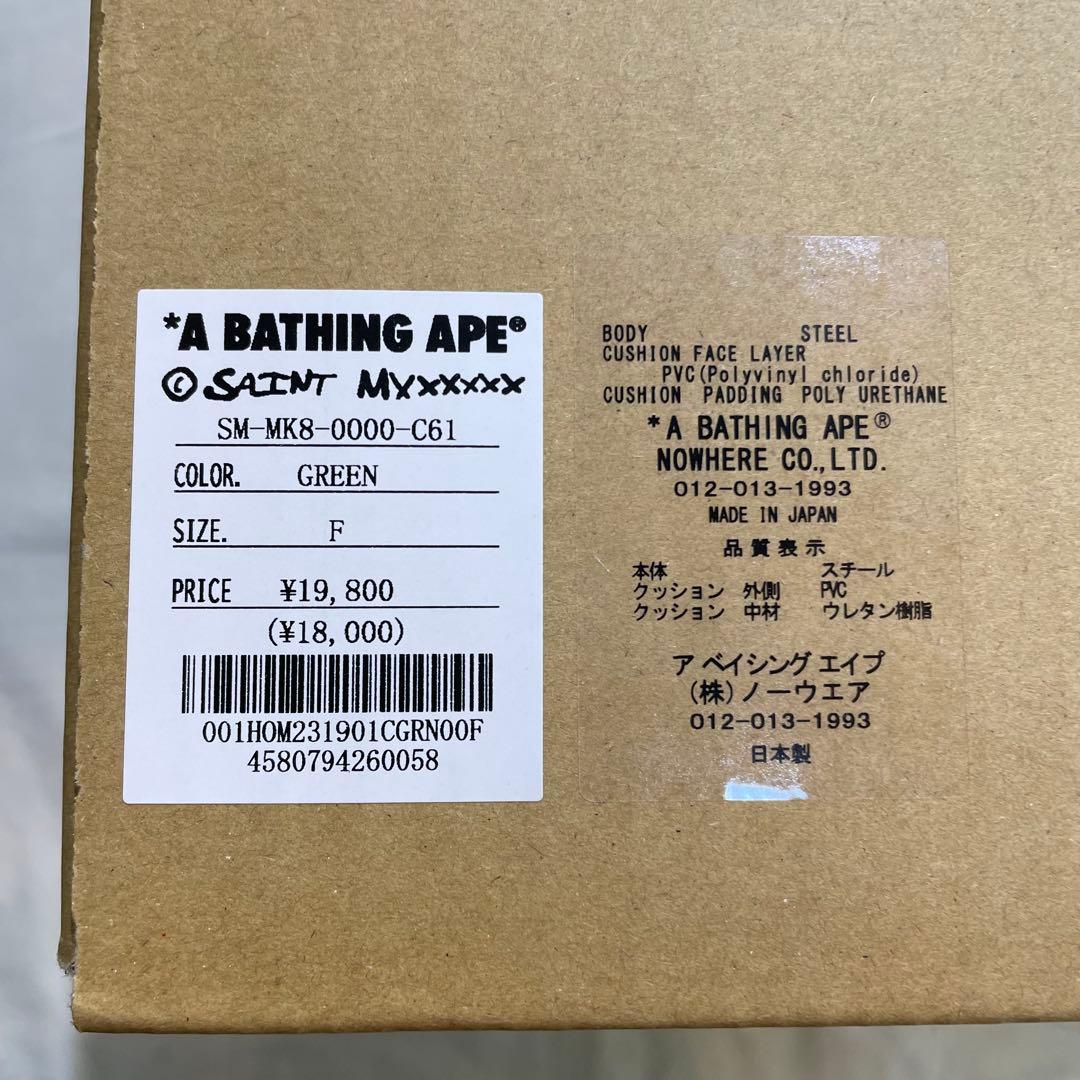 *A BATHING APE®
© SAINT MXXXXXX
SM-MK8-0000-C61
COLOR. GREEN
SIZE. F
PRICE ¥19,800
(¥18,000)
001HOM231901CGRN00F
4580794260058
BODY STEEL
CUSHION FACE LAYER
PVC(Polyvinyl chloride)
CUSHION PADDING POLY URETHANE
*A BATHING APE®
NOWHERE CO.,LTD.
012-013-1993
MADE IN JAPAN
品質表示
本体 スチール
クッション 外側 PVC
クッション 中材 ウレタン樹脂
ア ベイシング エイプ
(株)ノーウエア
012-013-1993
日本製